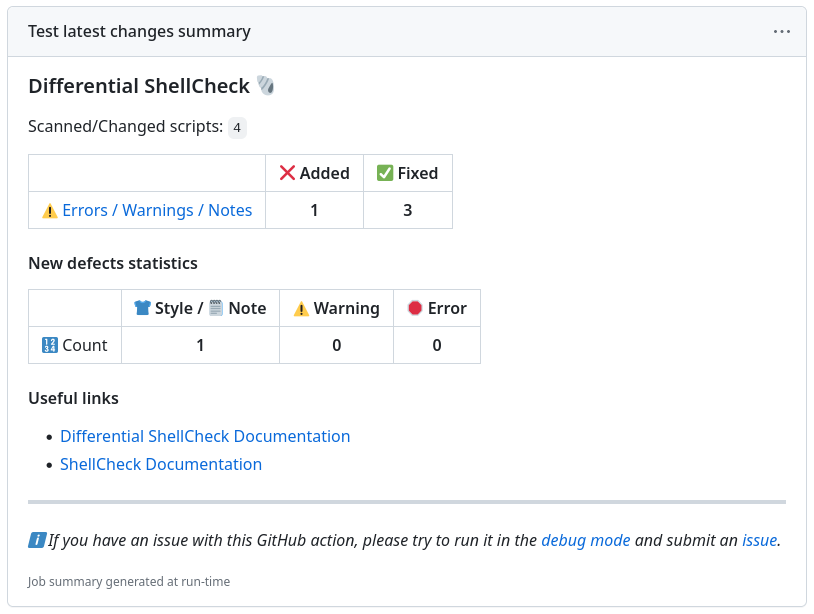 Test latest changes summary
Differential ShellCheck
Scanned/Changed scripts: 4
❌ Added ✅ Fixed
⚠️ Errors / Warnings / Notes 1 3
New defects statistics
👕 Style / 🗒️ Note ⚠️ Warning 🛑 Error
🔢 Count 1 0 0
Useful links
• Differential ShellCheck Documentation
• ShellCheck Documentation
ℹ️ If you have an issue with this GitHub action, please try to run it in the debug mode and submit an issue.
Job summary generated at run-time